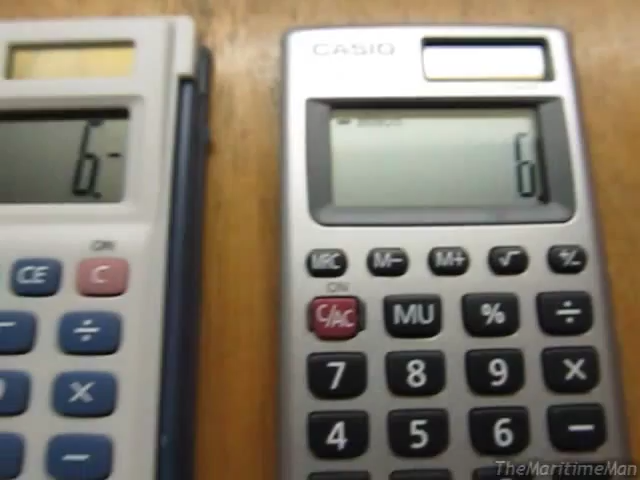 CASIO
6.
6.
MRC M- M+ √ +/-
ON
CE C
ON
C/AC MU % ÷
÷
7 8 9 ×
×
4 5 6 -
-
TheMaritimeMan